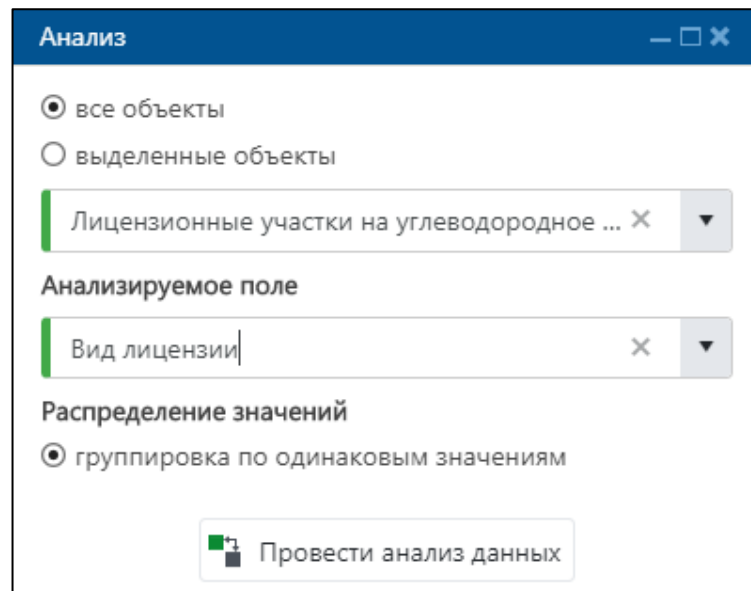 Анализ
все объекты
выделенные объекты
Лицензионные участки на углеводородное ...
Анализируемое поле
Вид лицензии
Распределение значений
группировка по одинаковым значениям
Провести анализ данных